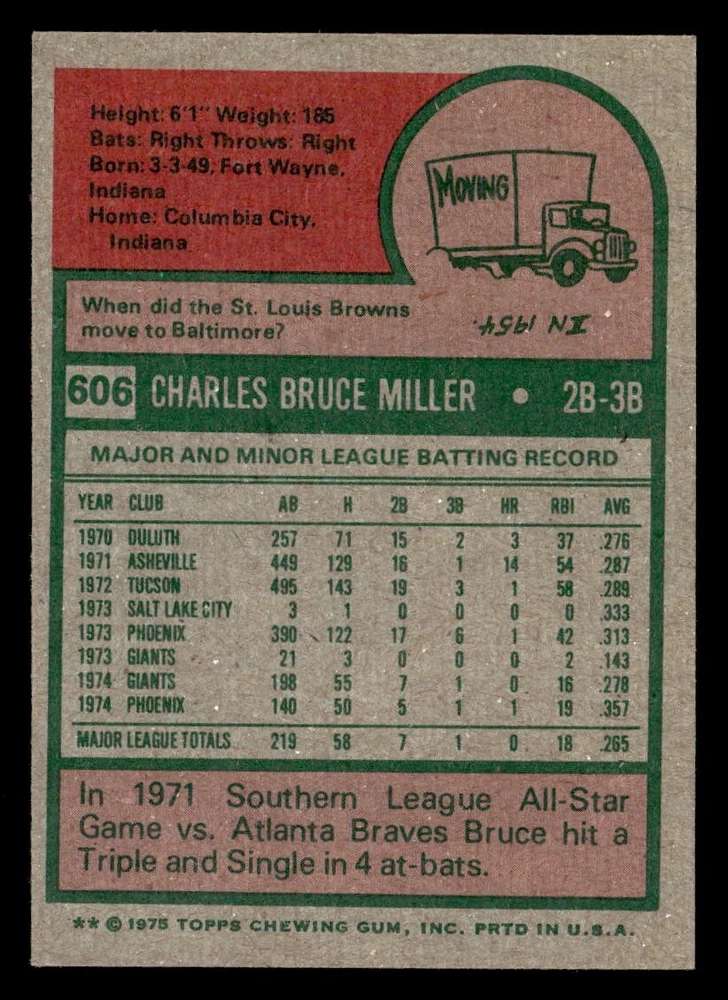 Height: 6'1" Weight: 185
Bats: Right Throws: Right
Born: 3-3-49, Fort Wayne,
Indiana
Home: Columbia City,
Indiana
MOVING
When did the St. Louis Browns
move to Baltimore?
IN 1954.
606 CHARLES BRUCE MILLER • 2B-3B
MAJOR AND MINOR LEAGUE BATTING RECORD
YEAR CLUB AB H 2B 3B HR RBI AVG
1970 DULUTH 257 71 15 2 3 37 .276
1971 ASHEVILLE 449 129 16 1 14 54 .287
1972 TUCSON 495 143 19 3 1 58 .289
1973 SALT LAKE CITY 3 1 0 0 0 0 .333
1973 PHOENIX 390 122 17 6 1 42 .313
1973 GIANTS 21 3 0 0 0 2 .143
1974 GIANTS 198 55 7 1 0 16 .278
1974 PHOENIX 140 50 5 1 1 19 .357
MAJOR LEAGUE TOTALS 219 58 7 1 0 18 .265
In 1971 Southern League All-Star
Game vs. Atlanta Braves Bruce hit a
Triple and Single in 4 at-bats.
** © 1975 TOPPS CHEWING GUM, INC. PRTD IN U.S.A.